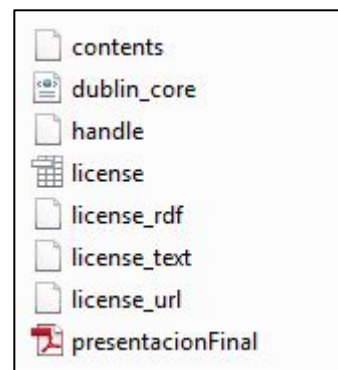 contents
dublin_core
handle
license
license_rdf
license_text
license_url
presentacionFinal